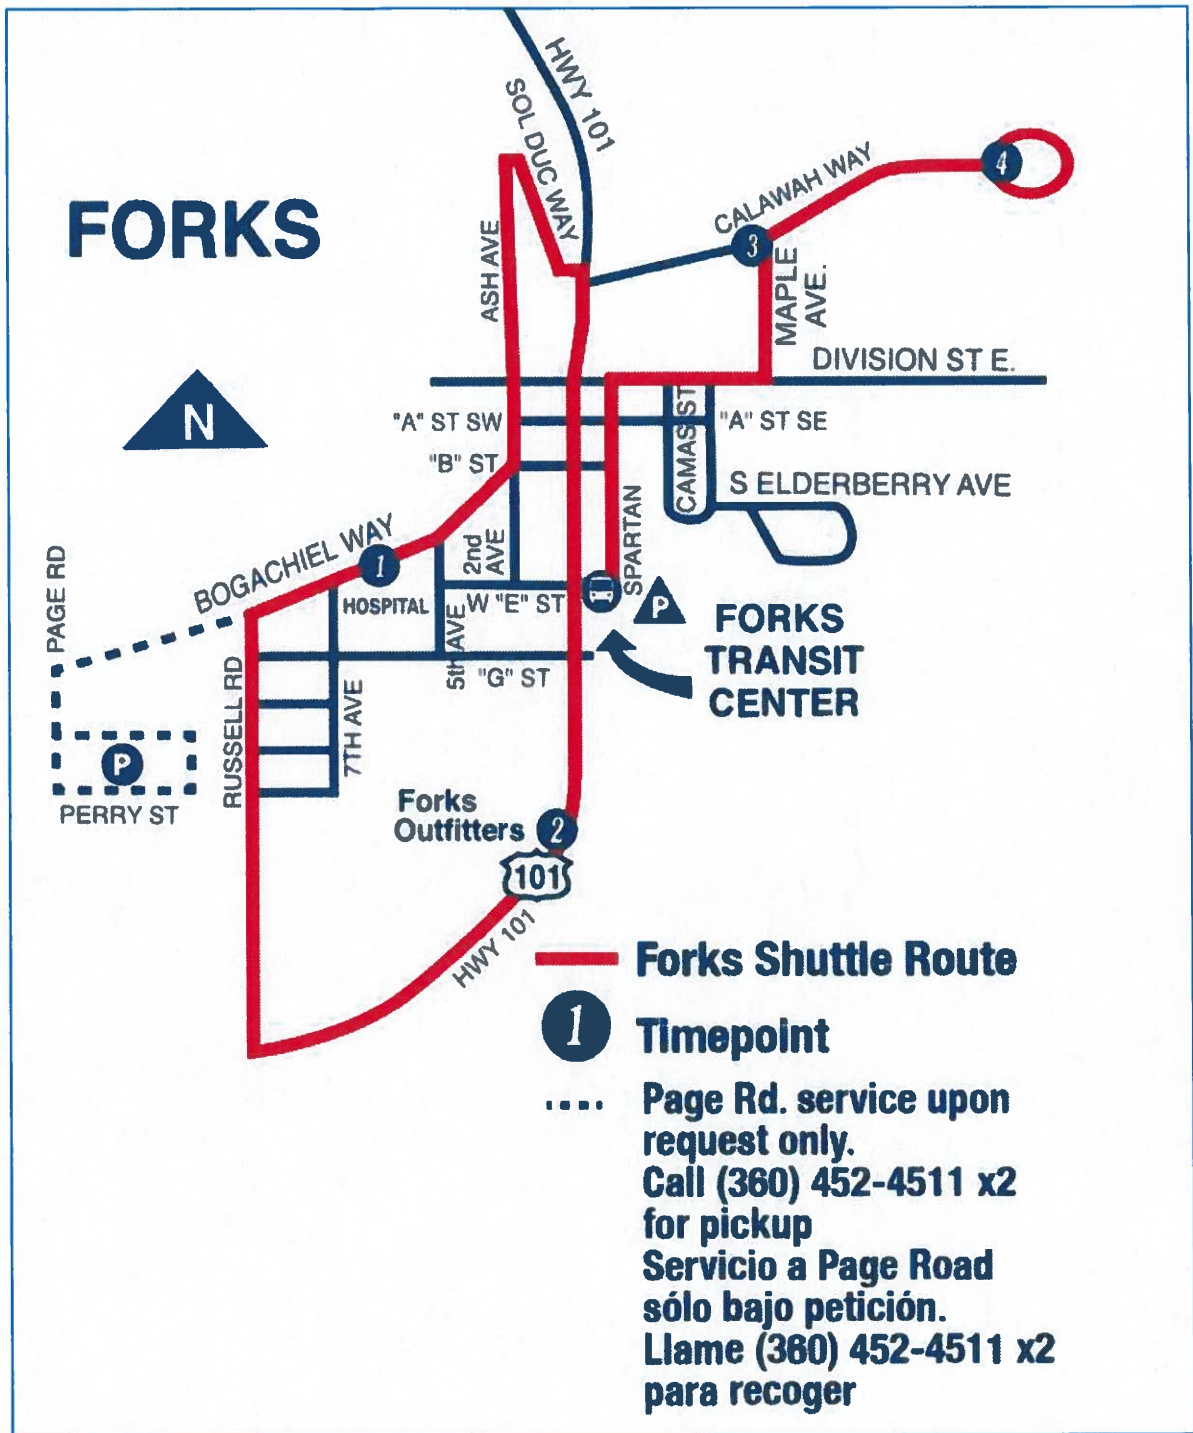 HWY 101
SOL DUC WAY
CALAWAH WAY
4
FORKS
3
ASH AVE
MAPLE
AVE.
DIVISION ST E.
N
"A" ST SW
CAMAS ST
"A" ST SE
"B" ST
S ELDERBERRY AVE
SPARTAN
2nd
AVE
BOGACHIEL WAY
1
PAGE RD
HOSPITAL
W "E" ST
P
FORKS
TRANSIT
CENTER
5th AVE
"G" ST
RUSSELL RD
7TH AVE
P
PERRY ST
Forks
Outfitters
2
101
HWY 101
Forks Shuttle Route
1
Timepoint
Page Rd. service upon
request only.
Call (360) 452-4511 x2
for pickup
Servicio a Page Road
sólo bajo petición.
Llame (360) 452-4511 x2
para recoger